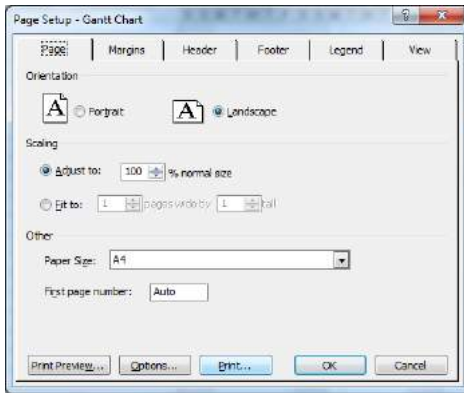 Page Setup - Gantt Chart
Page Margins Header Footer Legend View
Orientation
A Portrait A Landscape
Scaling
Adjust to: 100 % normal size
Fit to: 1 pages wide by 1 tall
Other
Paper Size: A4
First page number: Auto
Print Preview... Options... Print... OK Cancel